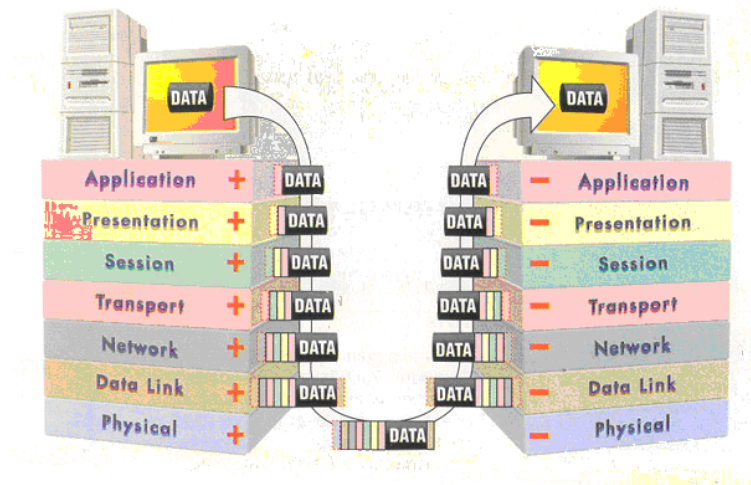 DATA DATA
Application + DATA DATA − Application
Presentation + DATA DATA − Presentation
Session + DATA DATA − Session
Transport + DATA DATA − Transport
Network + DATA DATA − Network
Data Link + DATA DATA − Data Link
Physical + DATA − Physical